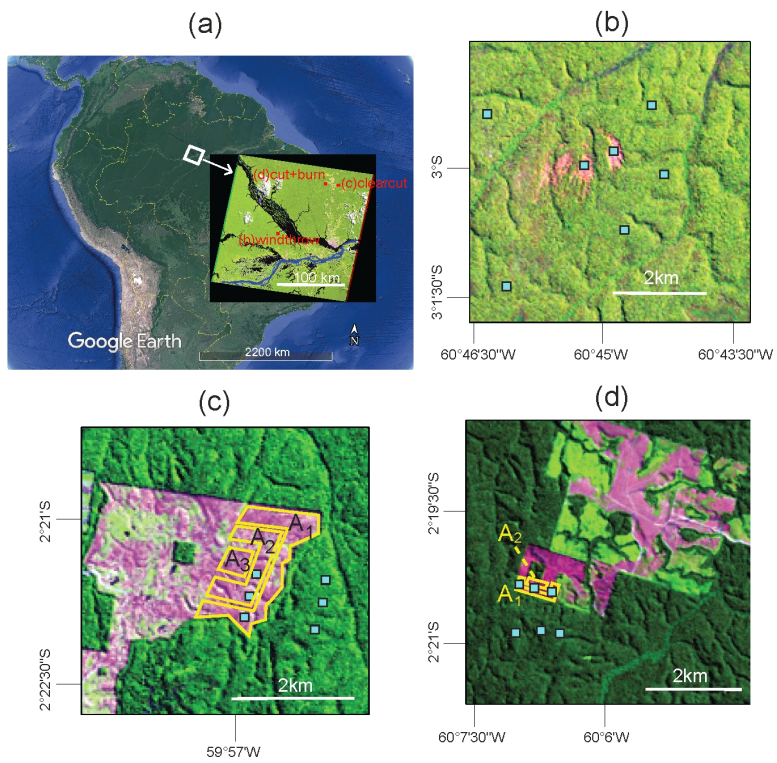 (a)
(d)cut+burn
(c)clearcut
(b)windthrow
100 km
Google Earth
2200 km
N
(b)
3°S
3°1'30"S
2km
60°46'30"W
60°45'W
60°43'30"W
(c)
2°21'S
2°22'30"S
A1
A2
A3
2km
59°57'W
(d)
2°19'30"S
2°21'S
A2
A1
2km
60°7'30"W
60°6'W